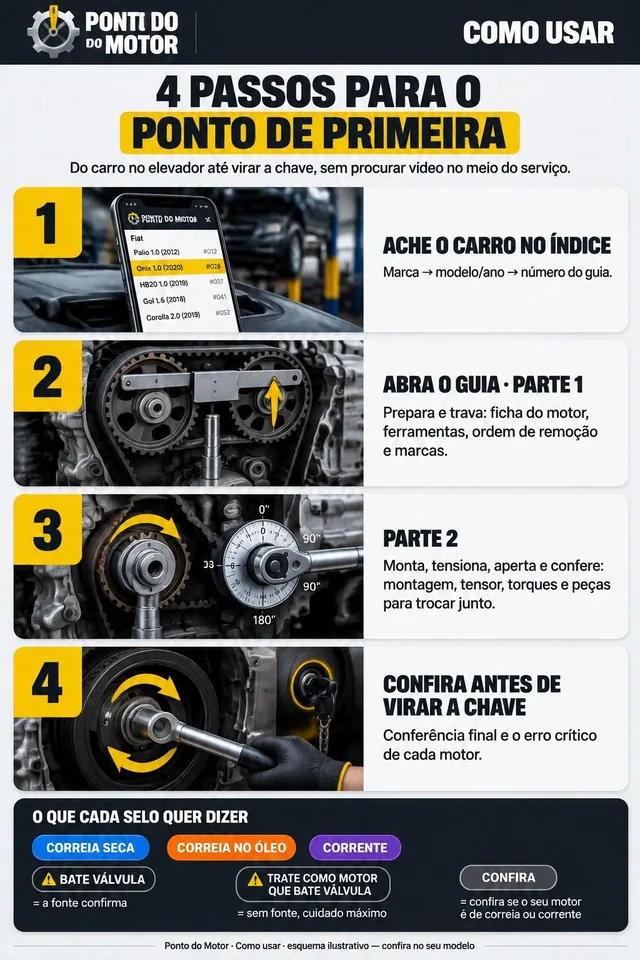 PONTI DO
DO MOTOR
COMO USAR
4 PASSOS PARA O
PONTO DE PRIMEIRA
Do carro no elevador até virar a chave, sem procurar vídeo no meio do serviço.
1
PONTO DO MOTOR
Fiat
Palio 1.0 (2012) #012
Onix 1.0 (2020) #028
HB20 1.0 (2019) #037
Gol 1.6 (2018) #041
Corolla 2.0 (2019) #052
ACHE O CARRO NO ÍNDICE
Marca → modelo/ano → número do guia.
2
ABRA O GUIA · PARTE 1
Prepara e trava: ficha do motor,
ferramentas, ordem de remoção
e marcas.
3
0"
0
90"
33
90"
180"
PARTE 2
Monta, tensiona, aperta e confere:
montagem, tensor, torques e peças
para trocar junto.
4
CONFIRA ANTES DE
VIRAR A CHAVE
Conferência final e o erro crítico
de cada motor.
O QUE CADA SELO QUER DIZER
CORREIA SECA
CORREIA NO ÓLEO
CORRENTE
BATE VÁLVULA
= a fonte confirma
TRATE COMO MOTOR
QUE BATE VÁLVULA
= sem fonte, cuidado máximo
CONFIRA
= confira se o seu motor
é de correia ou corrente
Ponto do Motor · Como usar · esquema ilustrativo — confira no seu modelo